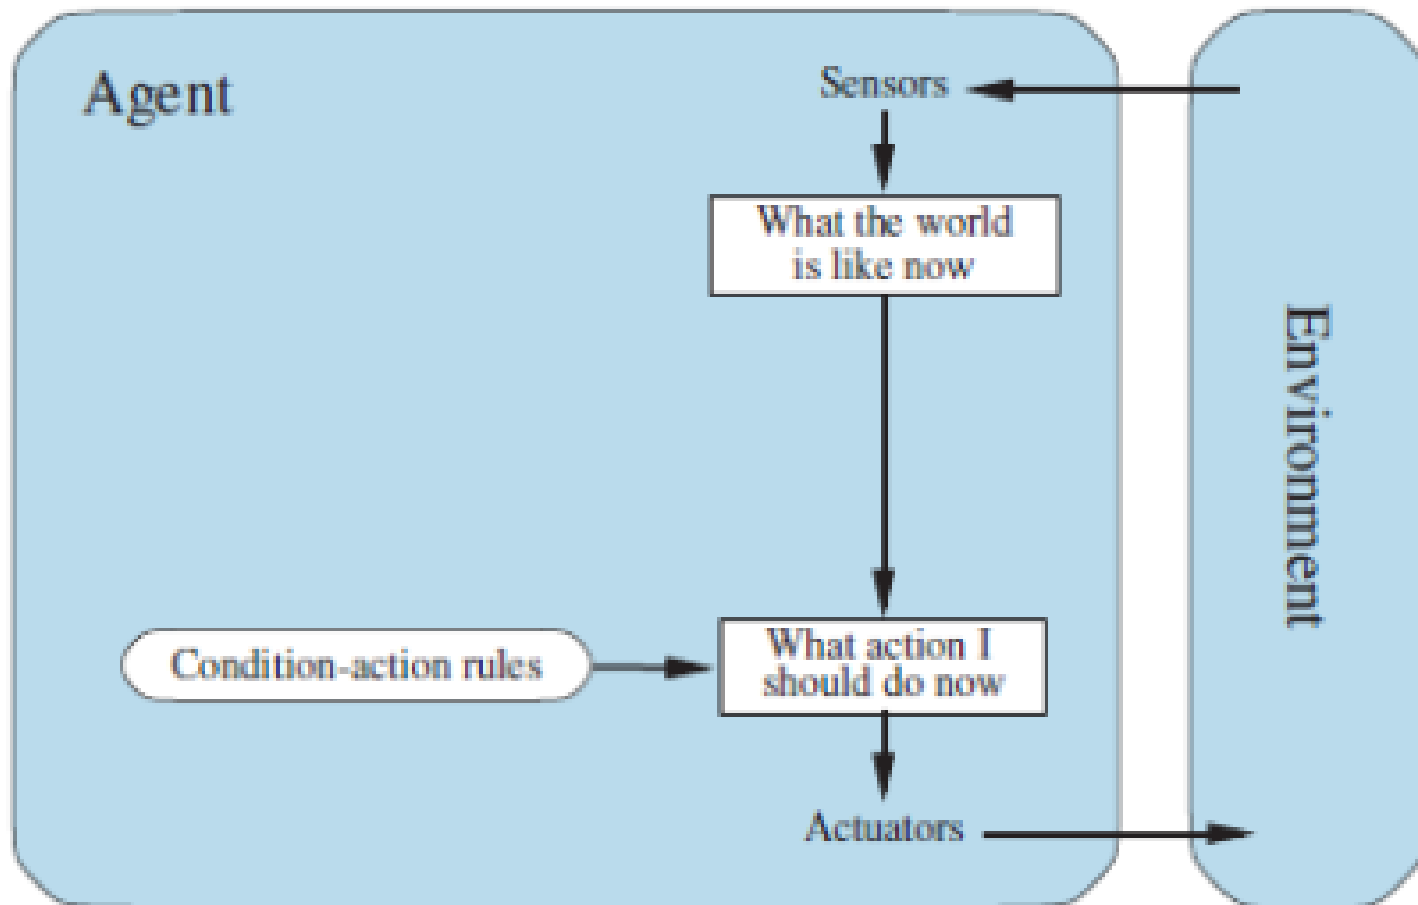 Agent
Sensors
What the world
is like now
Environment
Condition-action rules
What action I
should do now
Actuators